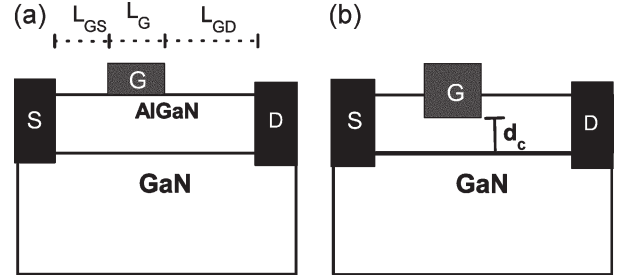 (a) L_GS L_G L_GD
G
AlGaN
S D
GaN
(b)
G
S d_c D
GaN